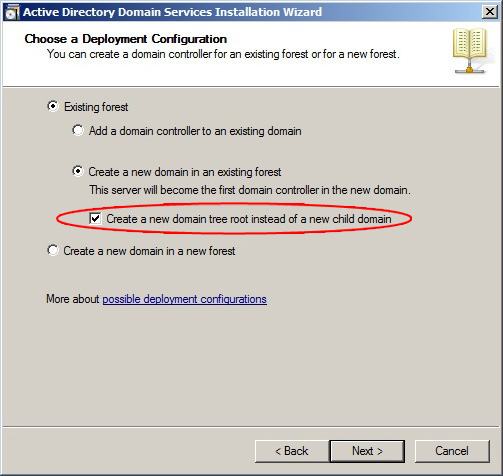 Active Directory Domain Services Installation Wizard
Choose a Deployment Configuration
You can create a domain controller for an existing forest or for a new forest.
Existing forest
Add a domain controller to an existing domain
Create a new domain in an existing forest
This server will become the first domain controller in the new domain.
Create a new domain tree root instead of a new child domain
Create a new domain in a new forest
More about possible deployment configurations
< Back Next > Cancel